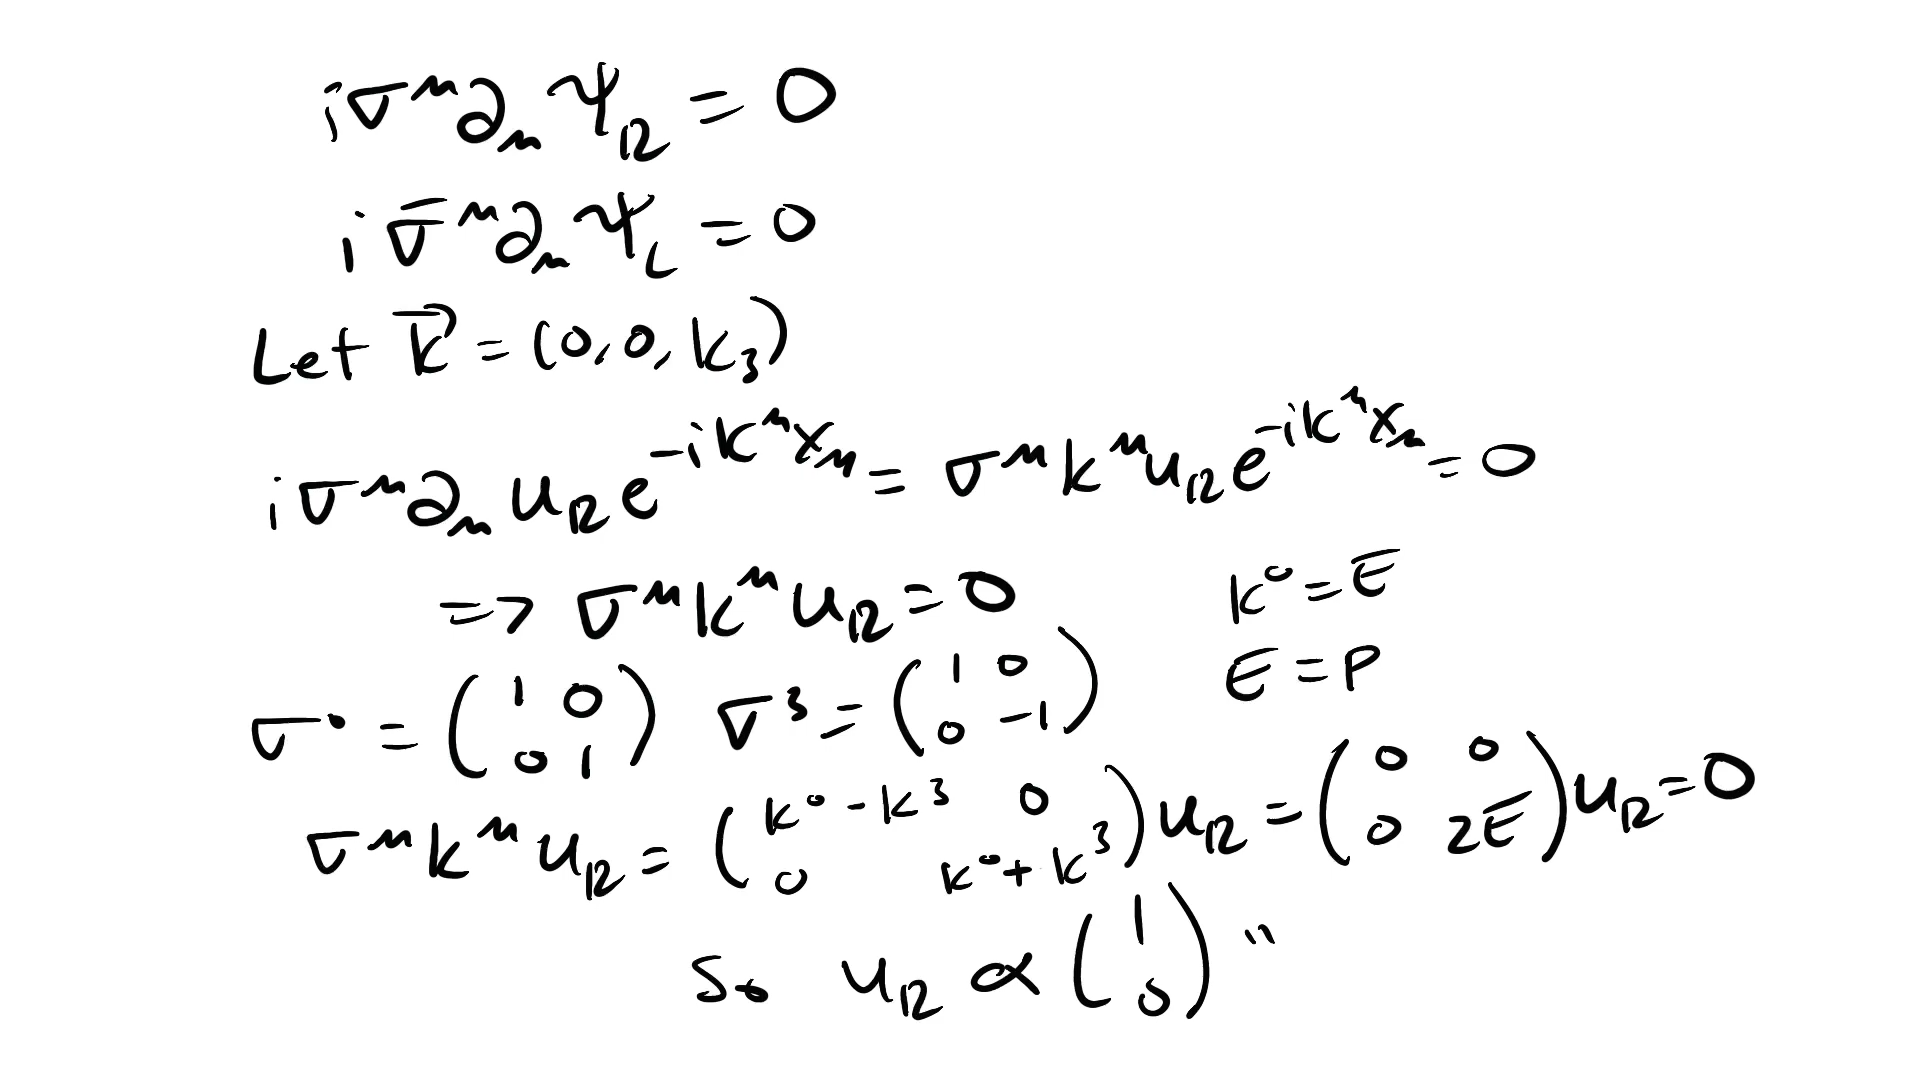 iσ^μ∂_μ ψ_R = 0
iσ̄^μ∂_μ ψ_L = 0
Let k⃗ = (0, 0, k_3)
iσ^μ∂_μ u_R e^{-ik^μ x_μ} = σ^μ k^μ u_R e^{-ik^μ x_μ} = 0
=> σ^μ k^μ u_R = 0 k^0 = E
E = P
σ^0 = (1 0; 0 1) σ^3 = (1 0; 0 -1)
σ^μ k^μ u_R = (k^0 - k^3 0; 0 k^0 + k^3) u_R = (0 0; 0 2E) u_R = 0
So u_R ∝ (1; 0) "